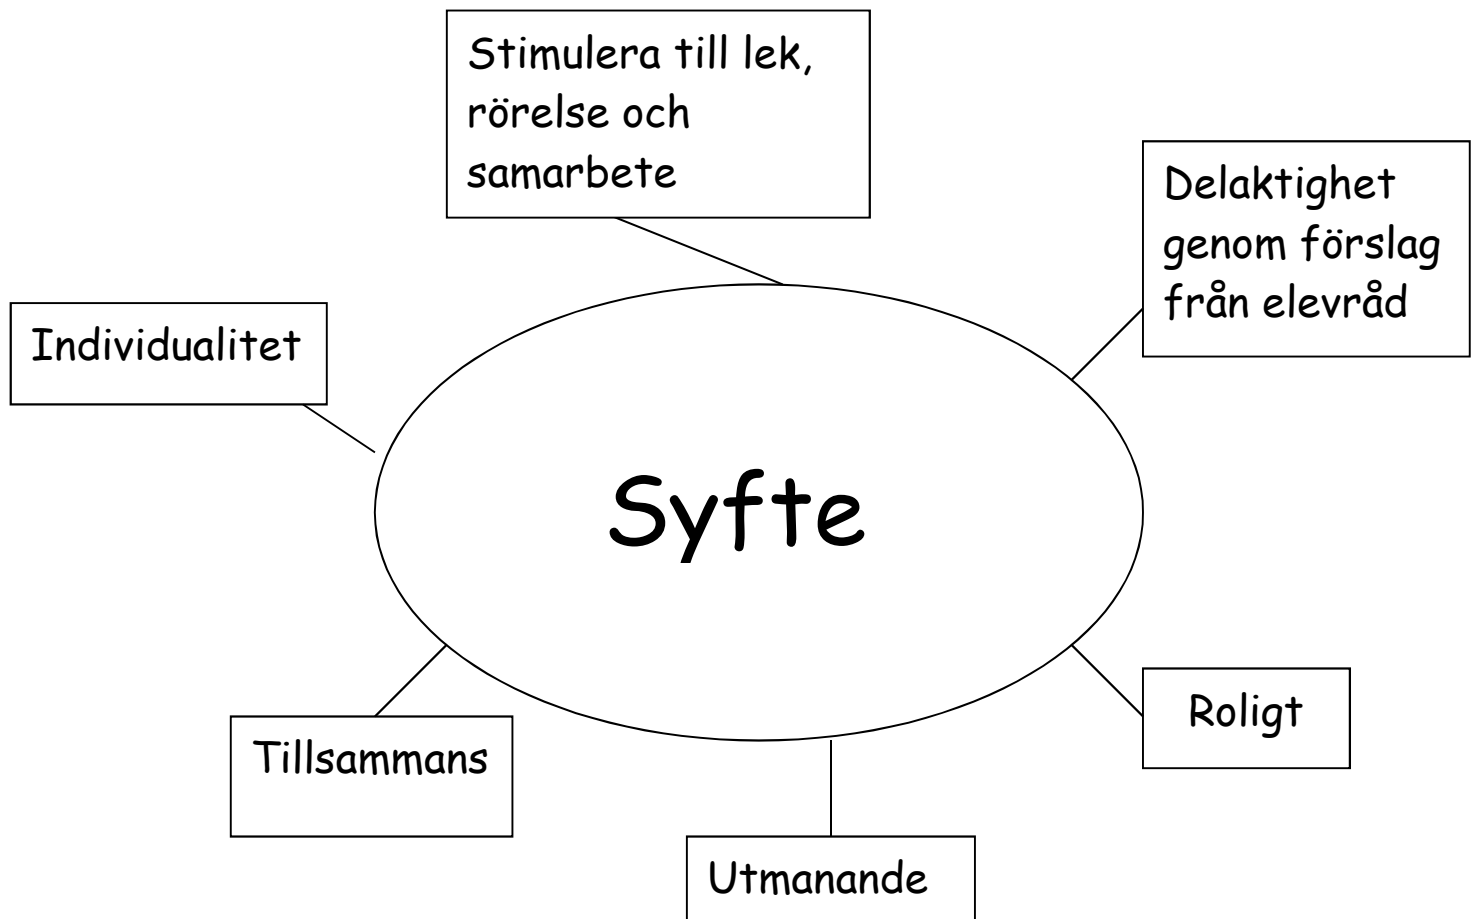 Stimulera till lek,
rörelse och
samarbete
Delaktighet
genom förslag
från elevråd
Individualitet
Syfte
Roligt
Tillsammans
Utmanande